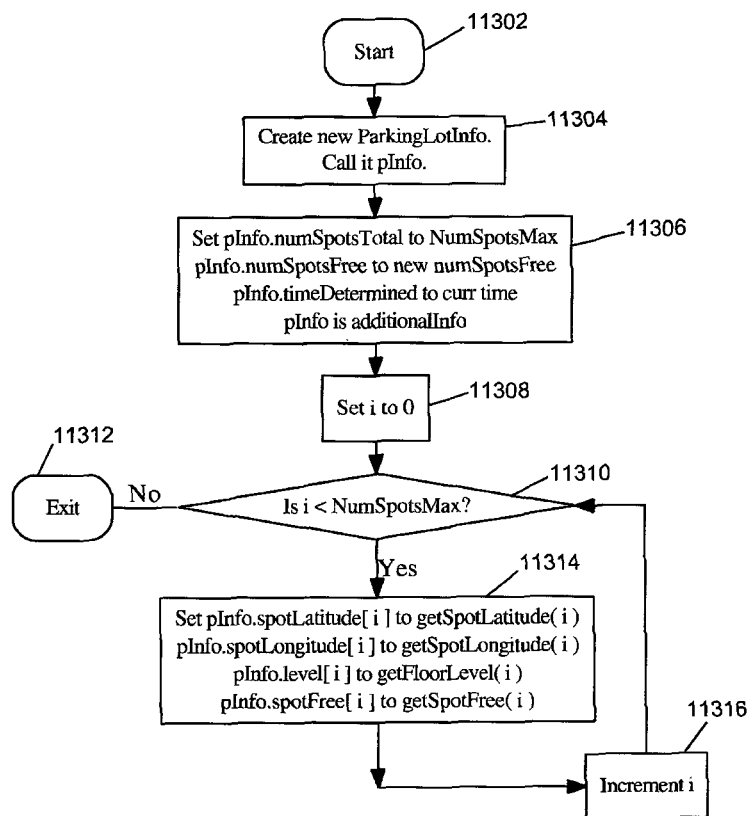 11302
Start
11304
Create new ParkingLotInfo.
Call it pInfo.
11306
Set pInfo.numSpotsTotal to NumSpotsMax
pInfo.numSpotsFree to new numSpotsFree
pInfo.timeDetermined to curr time
pInfo is additionalInfo
11308
Set i to 0
11312
11310
Exit
No
Is i < NumSpotsMax?
Yes
11314
Set pInfo.spotLatitude[ i ] to getSpotLatitude( i )
pInfo.spotLongitude[ i ] to getSpotLongitude( i )
pInfo.level[ i ] to getFloorLevel( i )
pInfo.spotFree[ i ] to getSpotFree( i )
11316
Increment i